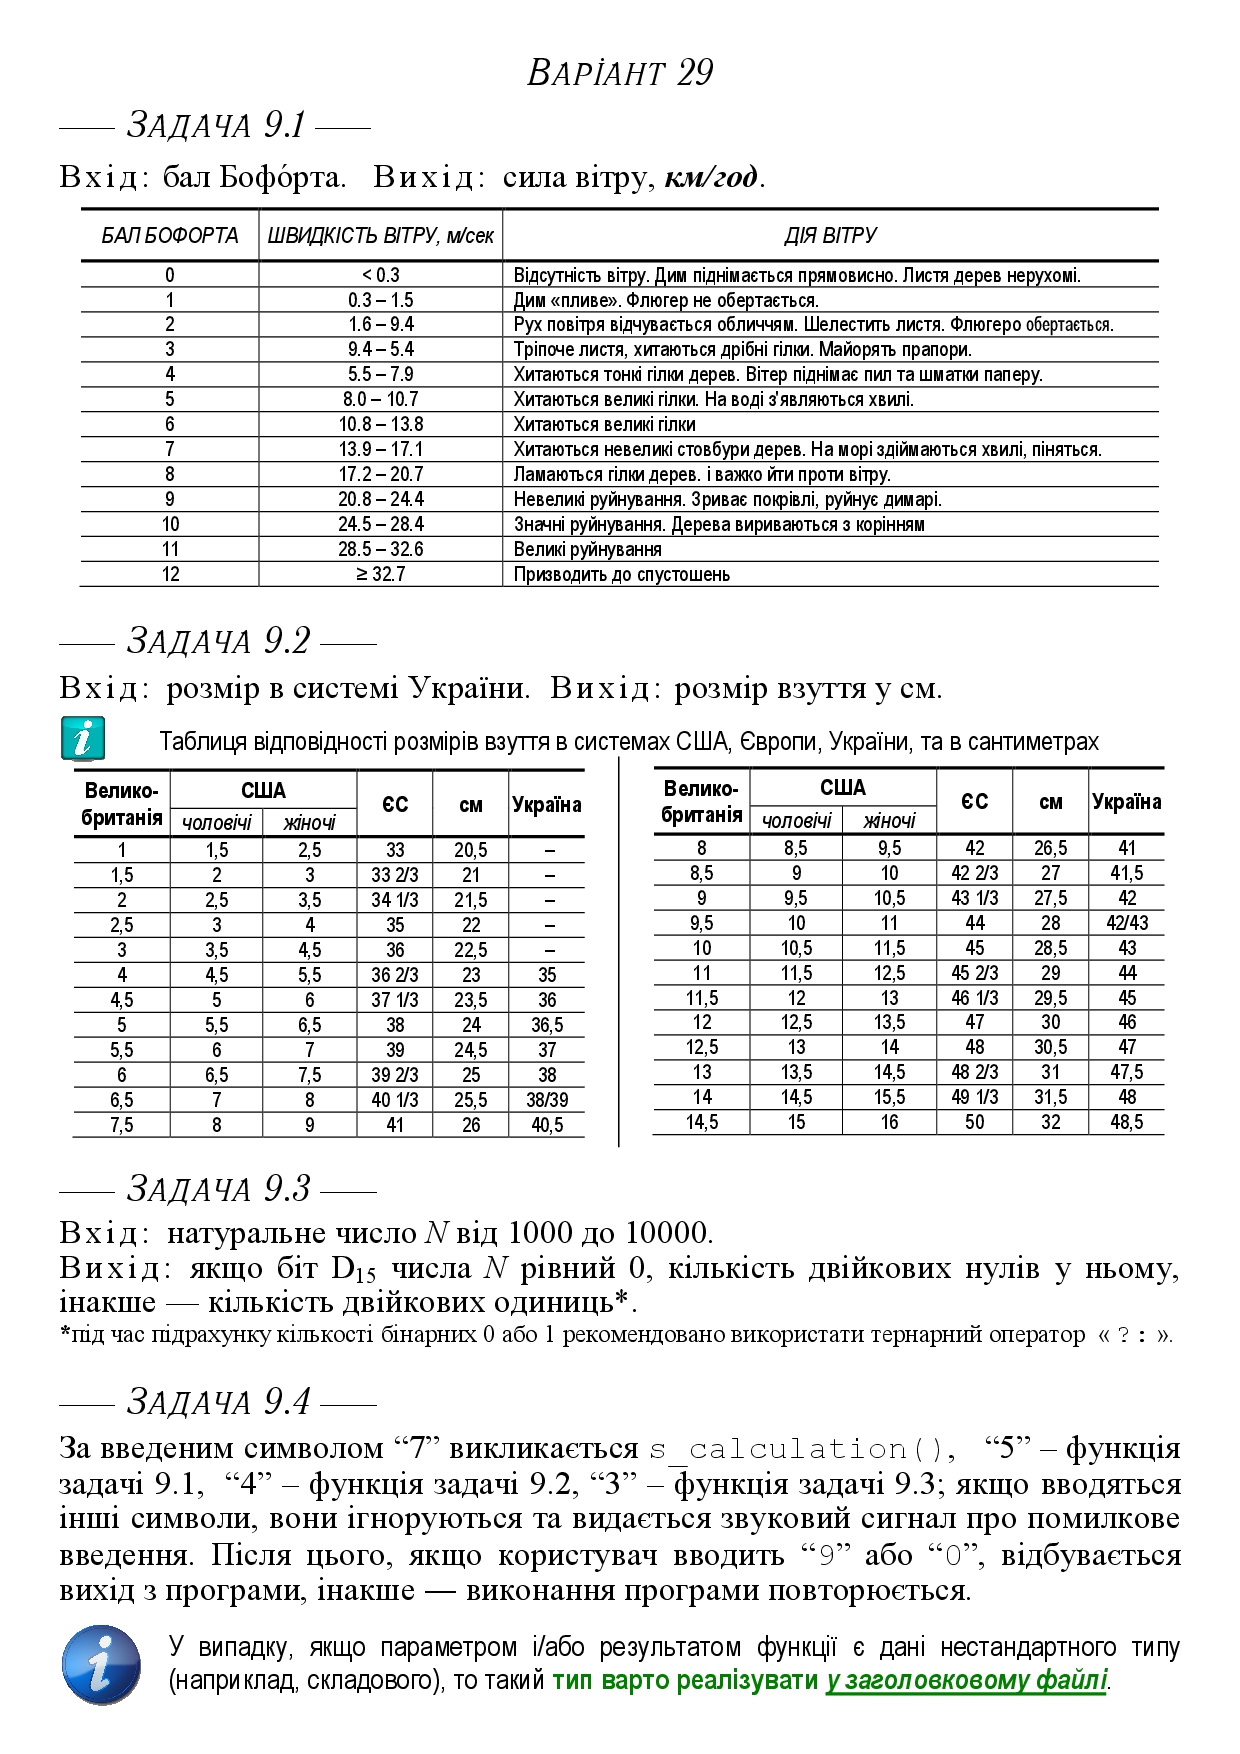 ВАРІАНТ 29
ЗАДАЧА 9.1
Вхід: бал Бофо́рта. Вихід: сила вітру, км/год.
БАЛ БОФОРТА ШВИДКІСТЬ ВІТРУ, м/сек ДІЯ ВІТРУ
0 < 0.3 Відсутність вітру. Дим піднімається прямовисно. Листя дерев нерухомі.
1 0.3 – 1.5 Дим «пливе». Флюгер не обертається.
2 1.6 – 9.4 Рух повітря відчувається обличчям. Шелестить листя. Флюгеро обертається.
3 9.4 – 5.4 Тріпоче листя, хитаються дрібні гілки. Майорять прапори.
4 5.5 – 7.9 Хитаються тонкі гілки дерев. Вітер піднімає пил та шматки паперу.
5 8.0 – 10.7 Хитаються великі гілки. На воді з'являються хвилі.
6 10.8 – 13.8 Хитаються великі гілки
7 13.9 – 17.1 Хитаються невеликі стовбури дерев. На морі здіймаються хвилі, піняться.
8 17.2 – 20.7 Ламаються гілки дерев. і важко йти проти вітру.
9 20.8 – 24.4 Невеликі руйнування. Зриває покрівлі, руйнує димарі.
10 24.5 – 28.4 Значні руйнування. Дерева вириваються з корінням
11 28.5 – 32.6 Великі руйнування
12 ≥ 32.7 Призводить до спустошень
ЗАДАЧА 9.2
Вхід: розмір в системі України. Вихід: розмір взуття у см.
Таблиця відповідності розмірів взуття в системах США, Європи, України, та в сантиметрах
Велико-британія США чоловічі жіночі ЄС см Україна
1 1,5 2,5 33 20,5 –
1,5 2 3 33 2/3 21 –
2 2,5 3,5 34 1/3 21,5 –
2,5 3 4 35 22 –
3 3,5 4,5 36 22,5 –
4 4,5 5,5 36 2/3 23 35
4,5 5 6 37 1/3 23,5 36
5 5,5 6,5 38 24 36,5
5,5 6 7 39 24,5 37
6 6,5 7,5 39 2/3 25 38
6,5 7 8 40 1/3 25,5 38/39
7,5 8 9 41 26 40,5
Велико-британія США чоловічі жіночі ЄС см Україна
8 8,5 9,5 42 26,5 41
8,5 9 10 42 2/3 27 41,5
9 9,5 10,5 43 1/3 27,5 42
9,5 10 11 44 28 42/43
10 10,5 11,5 45 28,5 43
11 11,5 12,5 45 2/3 29 44
11,5 12 13 46 1/3 29,5 45
12 12,5 13,5 47 30 46
12,5 13 14 48 30,5 47
13 13,5 14,5 48 2/3 31 47,5
14 14,5 15,5 49 1/3 31,5 48
14,5 15 16 50 32 48,5
ЗАДАЧА 9.3
Вхід: натуральне число N від 1000 до 10000.
Вихід: якщо біт D15 числа N рівний 0, кількість двійкових нулів у ньому,
інакше — кількість двійкових одиниць*.
*під час підрахунку кількості бінарних 0 або 1 рекомендовано використати тернарний оператор « ? : ».
ЗАДАЧА 9.4
За введеним символом “7” викликається s_calculation(), “5” – функція
задачі 9.1, “4” – функція задачі 9.2, “3” – функція задачі 9.3; якщо вводяться
інші символи, вони ігноруються та видається звуковий сигнал про помилкове
введення. Після цього, якщо користувач вводить “9” або “0”, відбувається
вихід з програми, інакше — виконання програми повторюється.
У випадку, якщо параметром і/або результатом функції є дані нестандартного типу
(наприклад, складового), то такий тип варто реалізувати у заголовковому файлі.